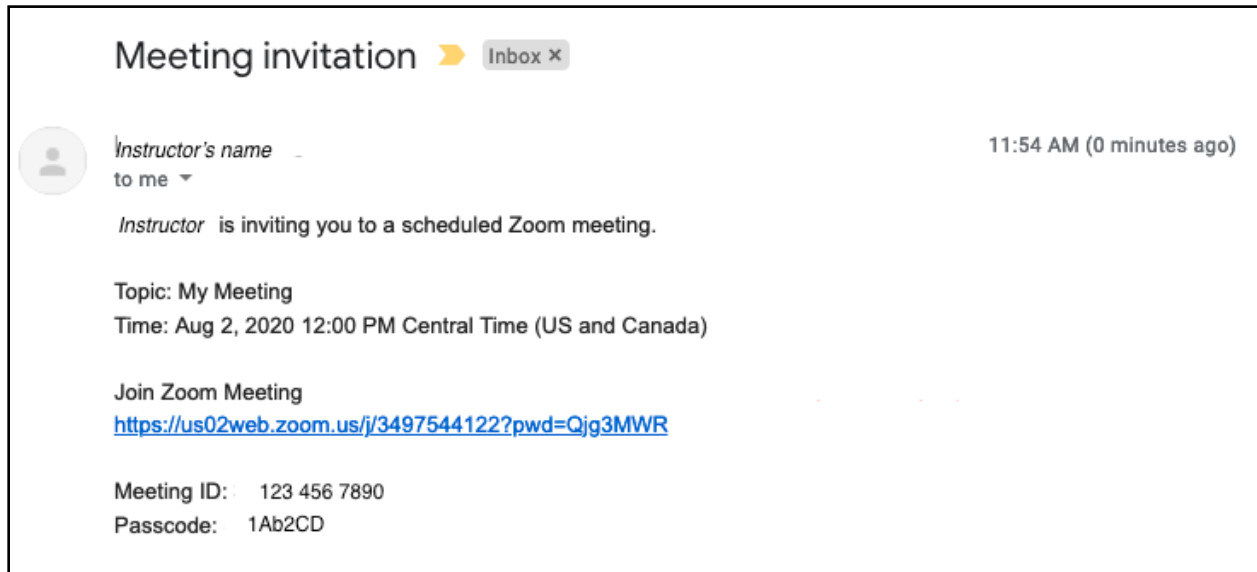 Meeting invitation Inbox ×
Instructor's name 11:54 AM (0 minutes ago)
to me
Instructor is inviting you to a scheduled Zoom meeting.
Topic: My Meeting
Time: Aug 2, 2020 12:00 PM Central Time (US and Canada)
Join Zoom Meeting
https://us02web.zoom.us/j/3497544122?pwd=Qjg3MWR
Meeting ID: 123 456 7890
Passcode: 1Ab2CD